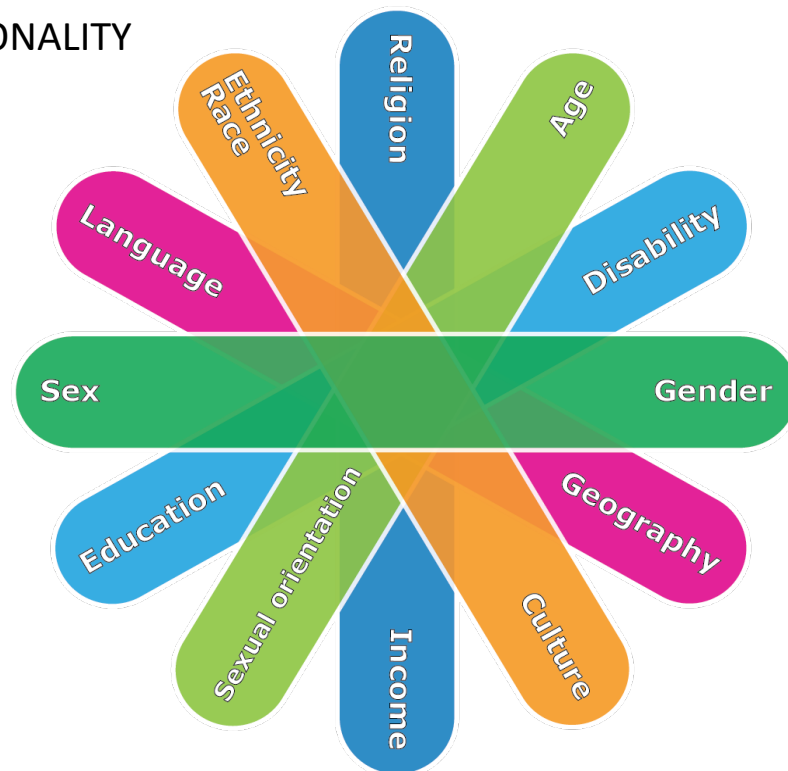 ONALITY
Religion
Age
Disability
Gender
Geography
Culture
Income
Sexual orientation
Education
Sex
Language
Ethnicity
Race